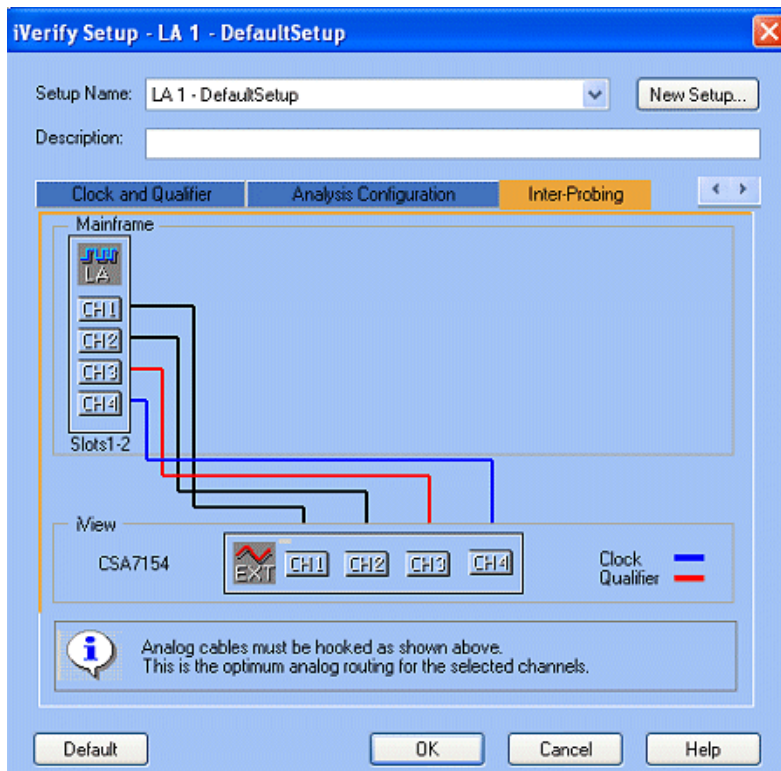 iVerify Setup - LA 1 - DefaultSetup
Setup Name: LA 1 - DefaultSetup New Setup...
Description:
Clock and Qualifier Analysis Configuration Inter-Probing
Mainframe
LA
CH1
CH2
CH3
CH4
Slots1-2
iView
CSA7154 EXT CH1 CH2 CH3 CH4 Clock
Qualifier
Analog cables must be hooked as shown above.
This is the optimum analog routing for the selected channels.
Default OK Cancel Help